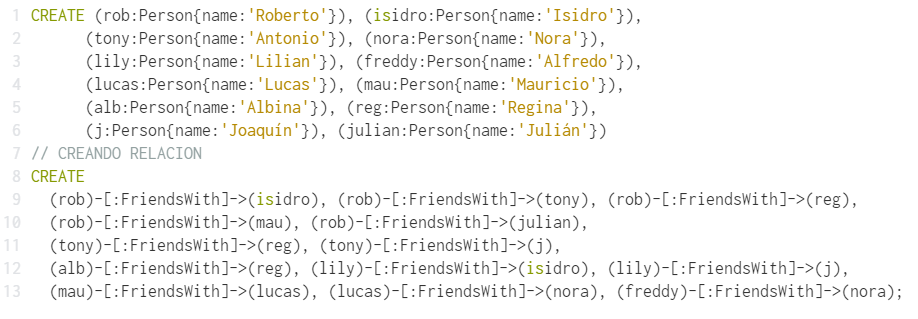 1 CREATE (rob:Person{name:'Roberto'}), (isidro:Person{name:'Isidro'}),
2 (tony:Person{name:'Antonio'}), (nora:Person{name:'Nora'}),
3 (lily:Person{name:'Lilian'}), (freddy:Person{name:'Alfredo'}),
4 (lucas:Person{name:'Lucas'}), (mau:Person{name:'Mauricio'}),
5 (alb:Person{name:'Albina'}), (reg:Person{name:'Regina'}),
6 (j:Person{name:'Joaquín'}), (julian:Person{name:'Julián'})
7 // CREANDO RELACION
8 CREATE
9 (rob)-[:FriendsWith]->(isidro), (rob)-[:FriendsWith]->(tony), (rob)-[:FriendsWith]->(reg),
10 (rob)-[:FriendsWith]->(mau), (rob)-[:FriendsWith]->(julian),
11 (tony)-[:FriendsWith]->(reg), (tony)-[:FriendsWith]->(j),
12 (alb)-[:FriendsWith]->(reg), (lily)-[:FriendsWith]->(isidro), (lily)-[:FriendsWith]->(j),
13 (mau)-[:FriendsWith]->(lucas), (lucas)-[:FriendsWith]->(nora), (freddy)-[:FriendsWith]->(nora);